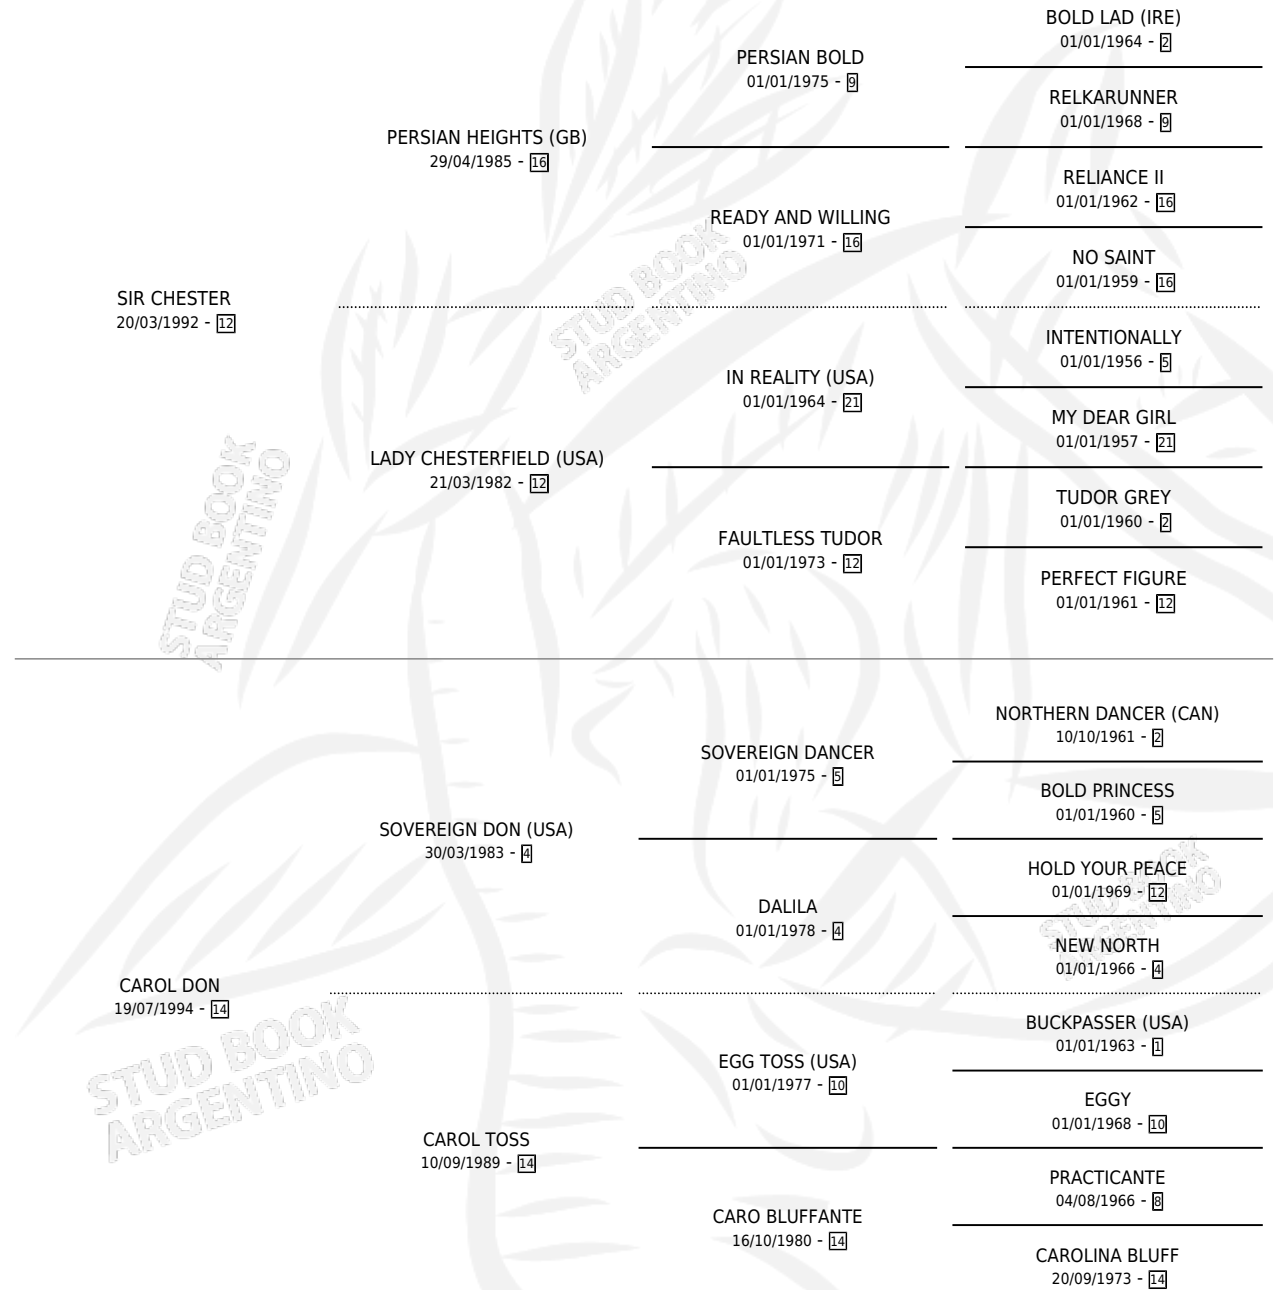 BOLD LAD (IRE)
01/01/1964 - 2
PERSIAN BOLD
01/01/1975 - 9
RELKARUNNER
01/01/1968 - 9
PERSIAN HEIGHTS (GB)
29/04/1985 - 16
RELIANCE II
01/01/1962 - 16
READY AND WILLING
01/01/1971 - 16
NO SAINT
01/01/1959 - 16
SIR CHESTER
20/03/1992 - 12
INTENTIONALLY
01/01/1956 - 5
IN REALITY (USA)
01/01/1964 - 21
MY DEAR GIRL
01/01/1957 - 21
LADY CHESTERFIELD (USA)
21/03/1982 - 12
TUDOR GREY
01/01/1960 - 2
FAULTLESS TUDOR
01/01/1973 - 12
PERFECT FIGURE
01/01/1961 - 12
NORTHERN DANCER (CAN)
10/10/1961 - 2
SOVEREIGN DANCER
01/01/1975 - 5
BOLD PRINCESS
01/01/1960 - 5
SOVEREIGN DON (USA)
30/03/1983 - 4
HOLD YOUR PEACE
01/01/1969 - 12
DALILA
01/01/1978 - 4
NEW NORTH
01/01/1966 - 4
CAROL DON
19/07/1994 - 14
BUCKPASSER (USA)
01/01/1963 - 1
EGG TOSS (USA)
01/01/1977 - 10
EGGY
01/01/1968 - 10
CAROL TOSS
10/09/1989 - 14
PRACTICANTE
04/08/1966 - 8
CARO BLUFFANTE
16/10/1980 - 14
CAROLINA BLUFF
20/09/1973 - 14
STUD BOOK
ARGENTINO
STUD BOOK
ARGENTINO
STUD BOOK
ARGENTINO
STUD BOOK
ARGENTINO